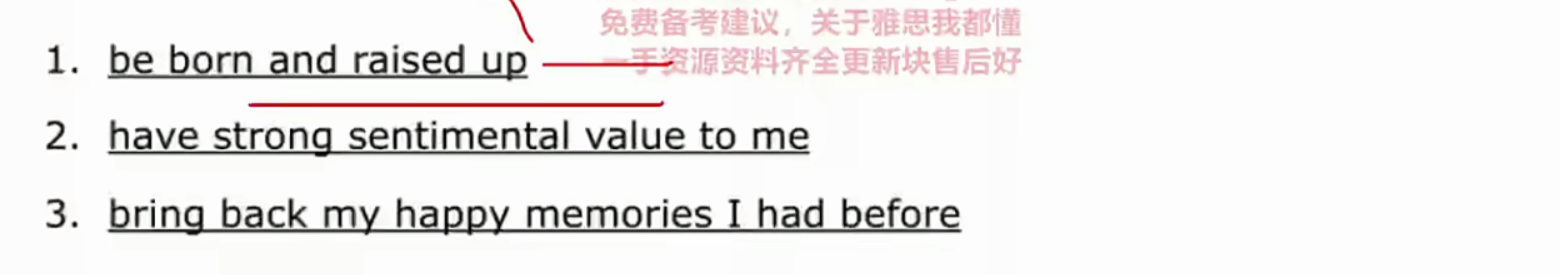 免费备考建议，关于雅思我都懂
1. be born and raised up
一手资源资料齐全更新块售后好
2. have strong sentimental value to me
3. bring back my happy memories I had before